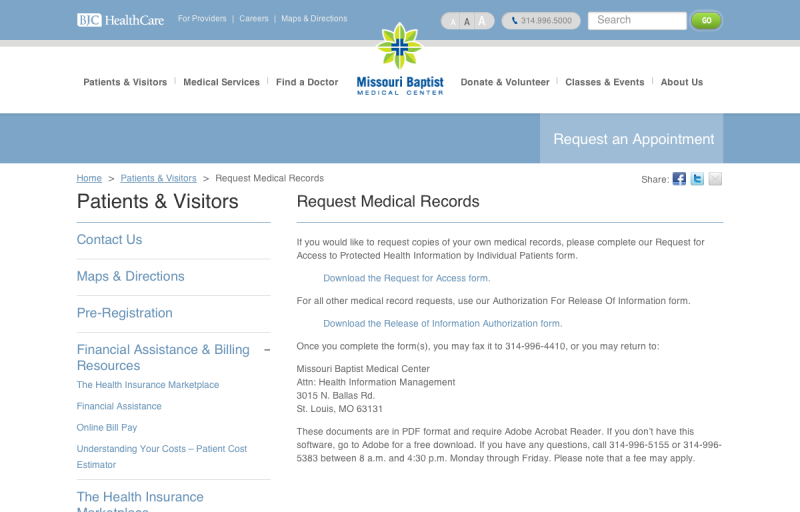 BJC HealthCare
For Providers | Careers | Maps & Directions
A A A
314.996.5000
Search
GO
Patients & Visitors
Medical Services
Find a Doctor
Missouri Baptist
MEDICAL CENTER
Donate & Volunteer
Classes & Events
About Us
Request an Appointment
Home > Patients & Visitors > Request Medical Records
Share:
Patients & Visitors
Contact Us
Maps & Directions
Pre-Registration
Financial Assistance & Billing –
Resources
The Health Insurance Marketplace
Financial Assistance
Online Bill Pay
Understanding Your Costs – Patient Cost
Estimator
The Health Insurance
Marketplace
Request Medical Records
If you would like to request copies of your own medical records, please complete our Request for
Access to Protected Health Information by Individual Patients form.
Download the Request for Access form.
For all other medical record requests, use our Authorization For Release Of Information form.
Download the Release of Information Authorization form.
Once you complete the form(s), you may fax it to 314-996-4410, or you may return to:
Missouri Baptist Medical Center
Attn: Health Information Management
3015 N. Ballas Rd.
St. Louis, MO 63131
These documents are in PDF format and require Adobe Acrobat Reader. If you don't have this
software, go to Adobe for a free download. If you have any questions, call 314-996-5155 or 314-996-
5383 between 8 a.m. and 4:30 p.m. Monday through Friday. Please note that a fee may apply.